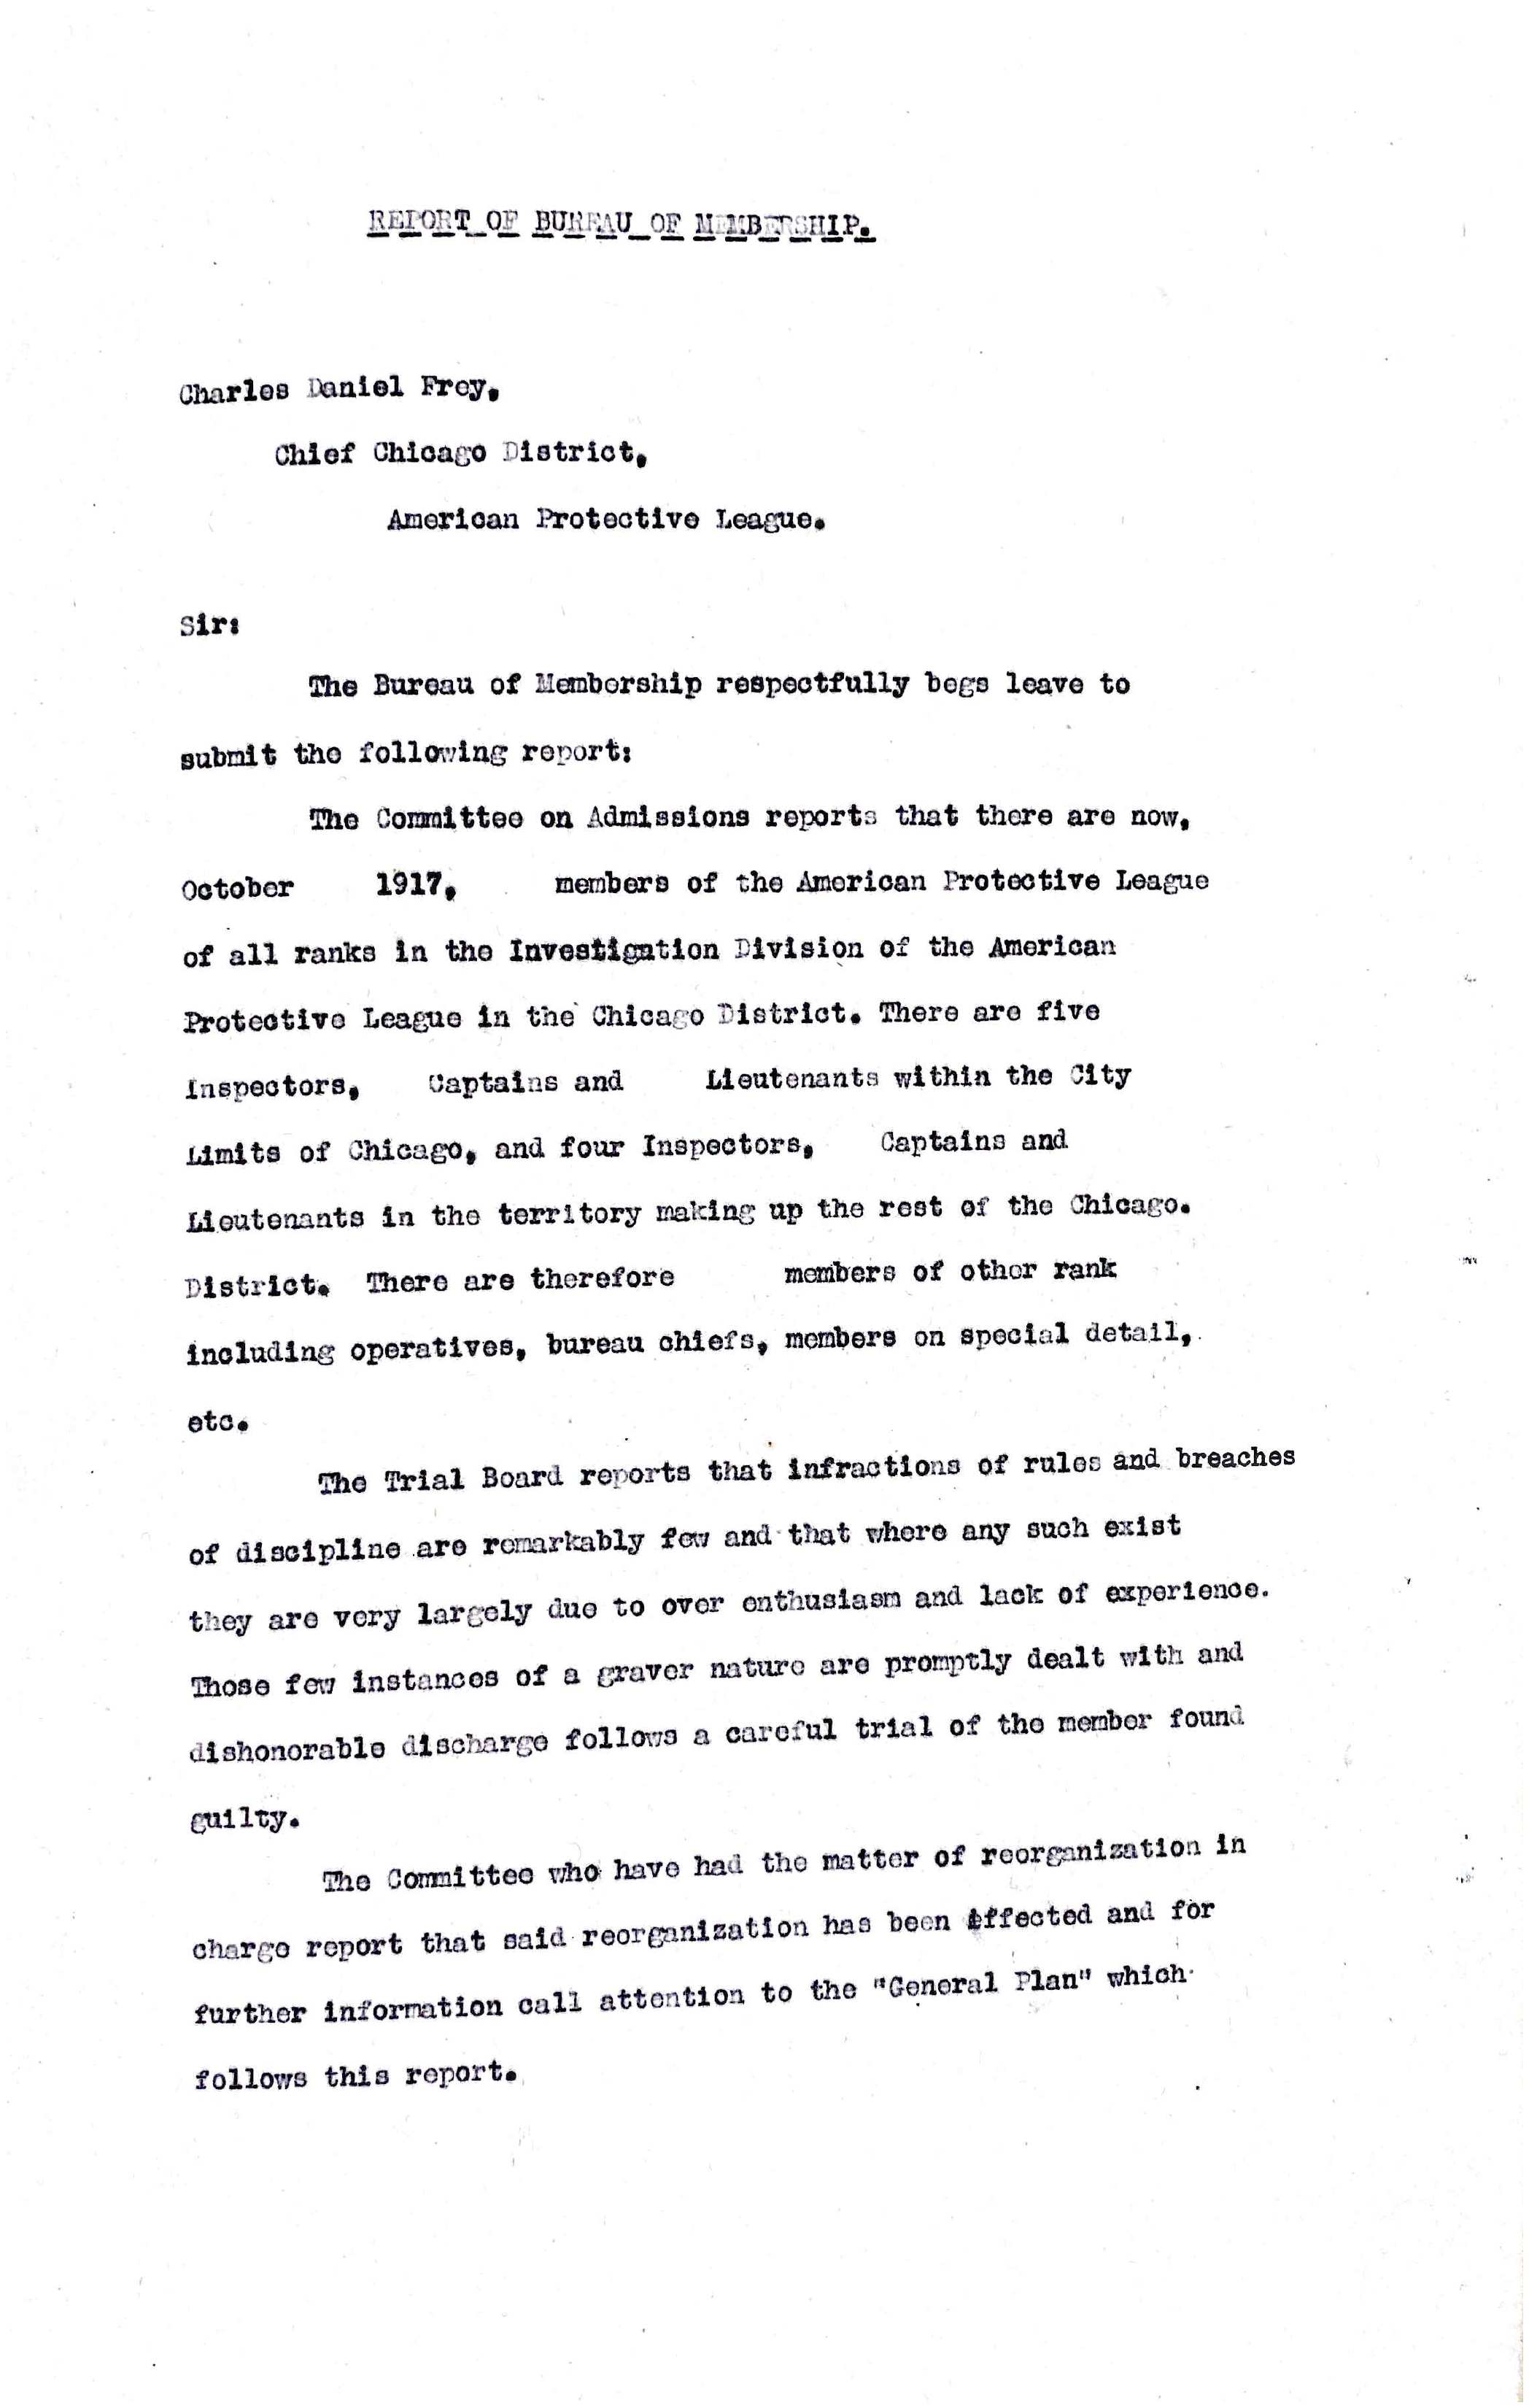 REPORT OF BUREAU OF MEMBERSHIP.
Charles Daniel Frey,
Chief Chicago District,
American Protective League.
Sir:
The Bureau of Membership respectfully begs leave to
submit the following report:
The Committee on Admissions reports that there are now,
October 1917, members of the American Protective League
of all ranks in the Investigation Division of the American
Protective League in the Chicago District. There are five
Inspectors, Captains and Lieutenants within the City
Limits of Chicago, and four Inspectors, Captains and
Lieutenants in the territory making up the rest of the Chicago.
District. There are therefore members of other rank
including operatives, bureau chiefs, members on special detail,
etc.
The Trial Board reports that infractions of rules and breaches
of discipline are remarkably few and that where any such exist
they are very largely due to over enthusiasm and lack of experience.
Those few instances of a graver nature are promptly dealt with and
dishonorable discharge follows a careful trial of the member found
guilty.
The Committee who have had the matter of reorganization in
charge report that said reorganization has been effected and for
further information call attention to the "General Plan" which
follows this report.